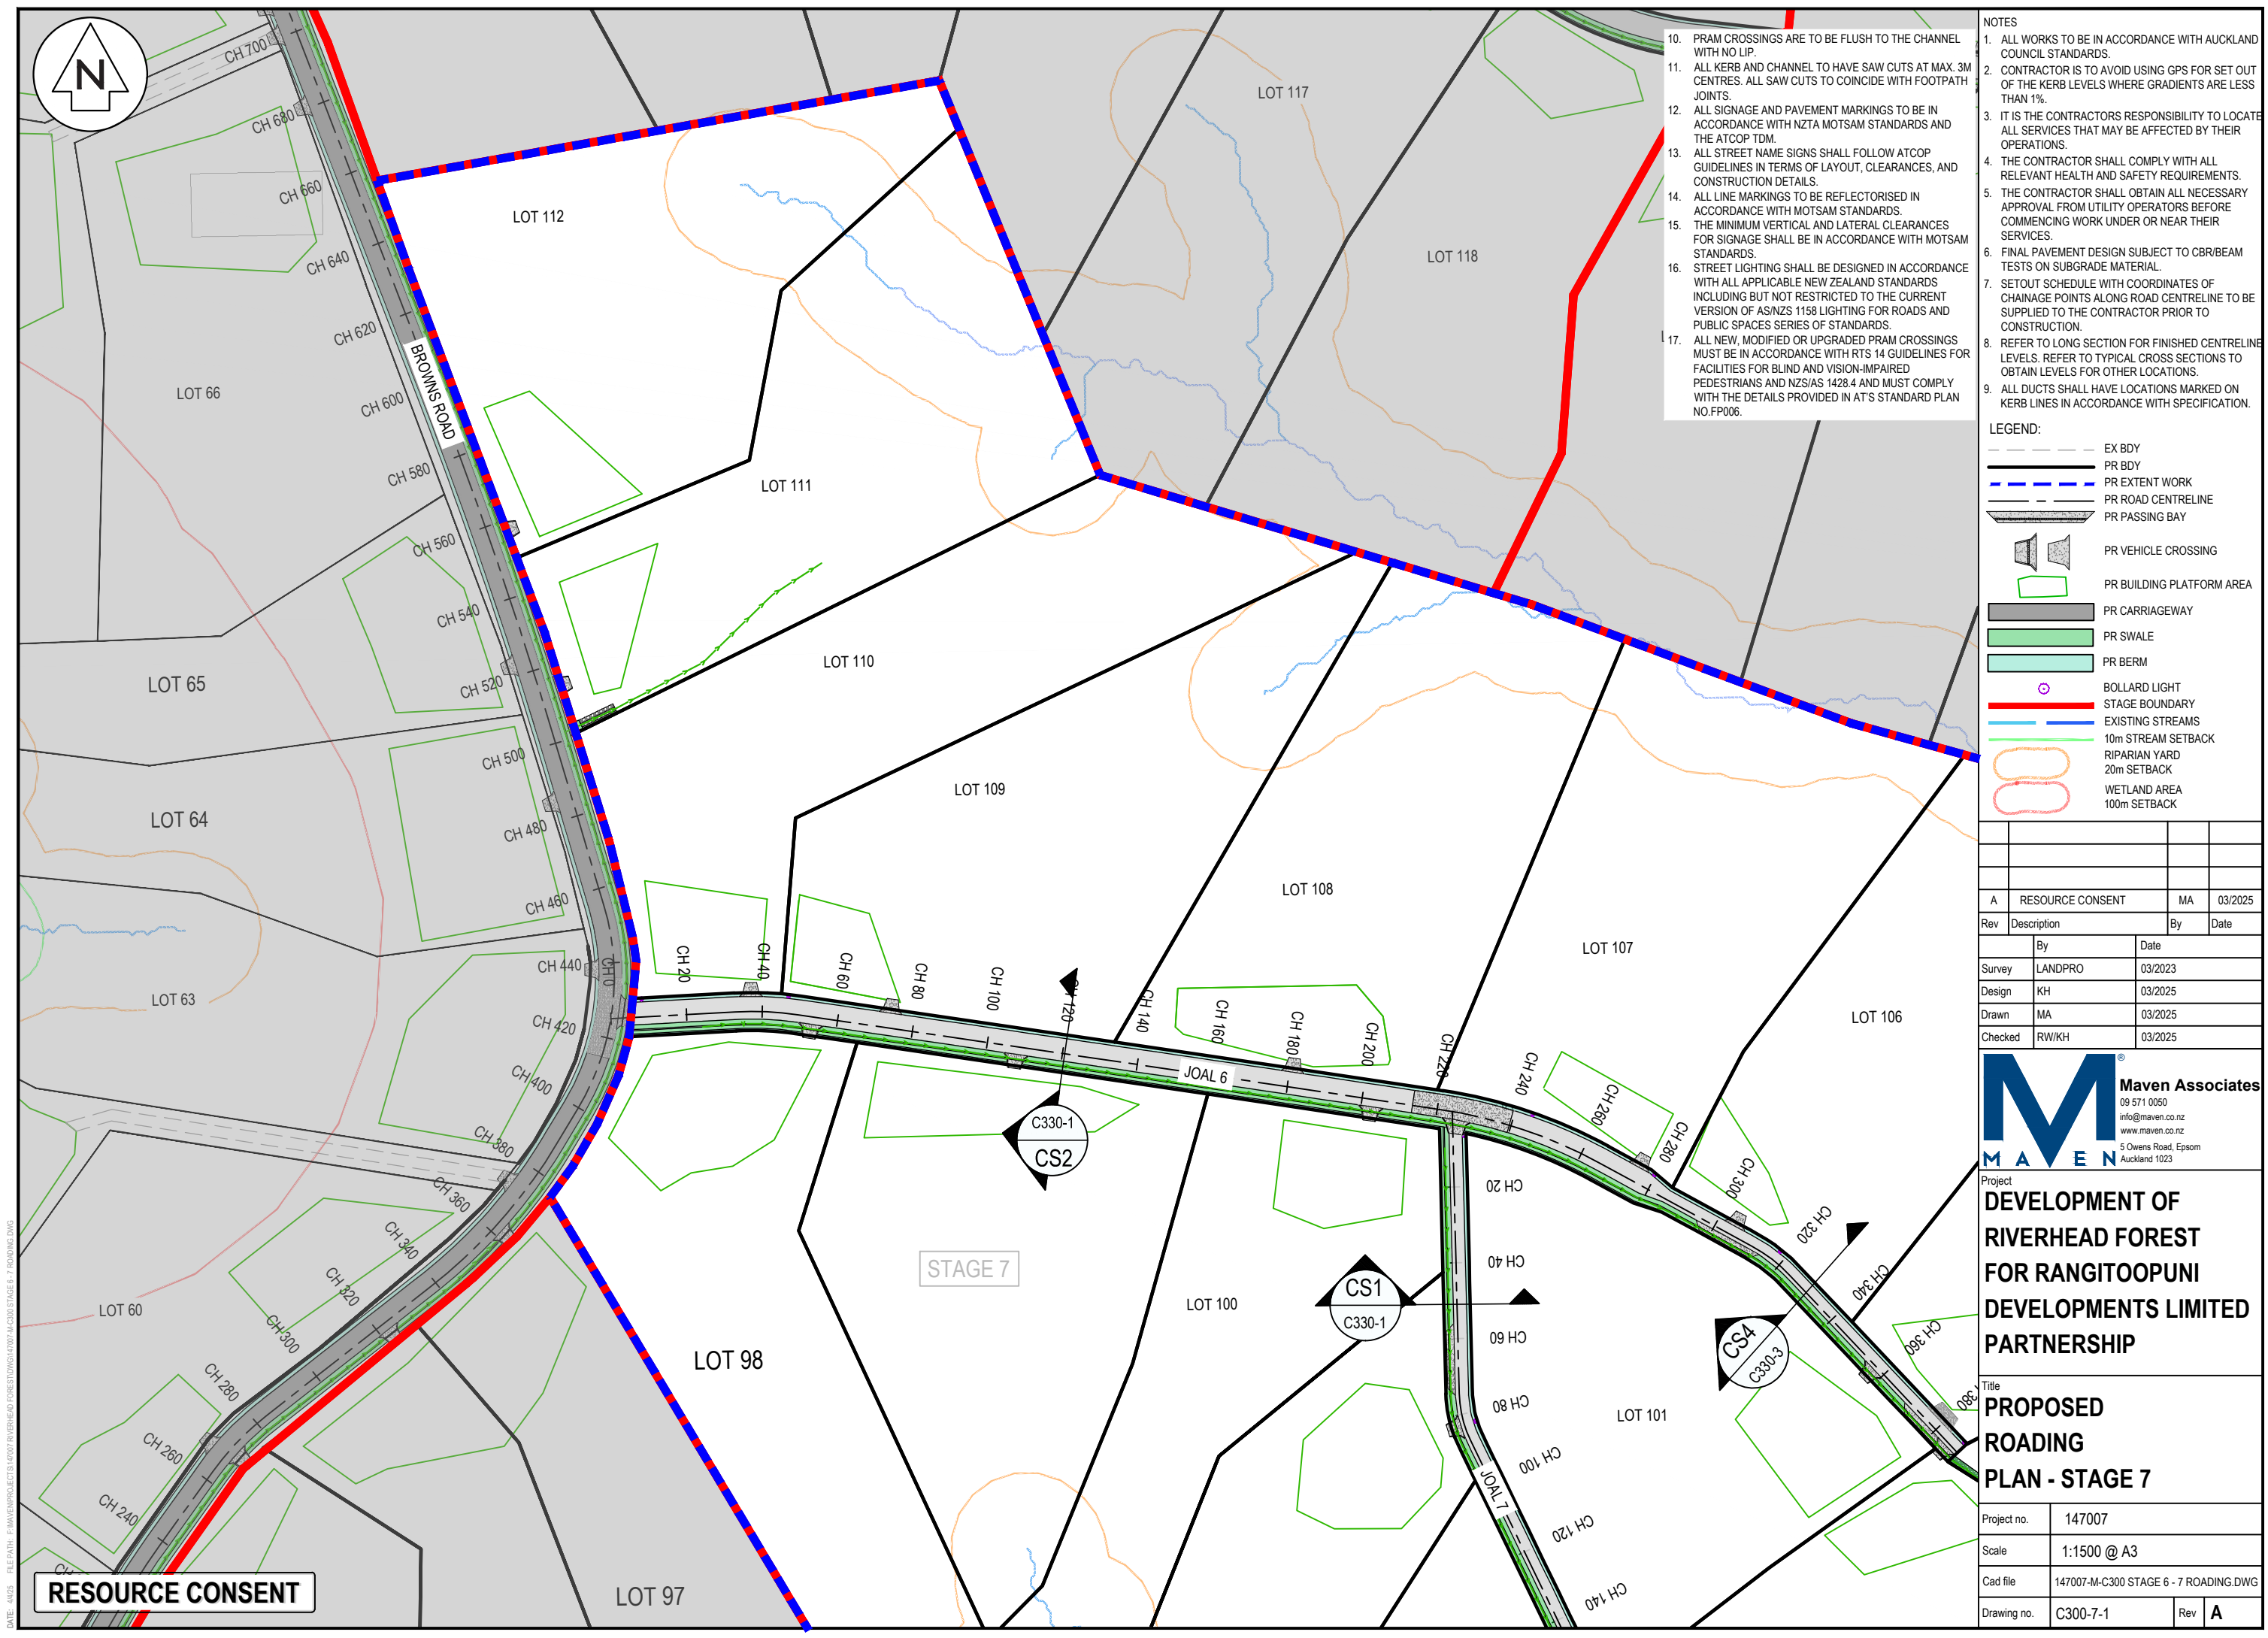 N
CH 700
CH 680
CH 660
CH 640
CH 620
CH 600
CH 580
CH 560
CH 540
CH 520
CH 500
CH 480
CH 460
CH 440
CH 420
CH 400
CH 380
CH 360
CH 340
CH 320
CH 300
CH 280
CH 260
CH 240
BROWNS ROAD
LOT 66
LOT 65
LOT 64
LOT 63
LOT 60
LOT 112
LOT 111
LOT 110
LOT 109
LOT 108
LOT 107
LOT 106
LOT 117
LOT 118
LOT 98
LOT 97
LOT 100
LOT 101
STAGE 7
CH 0
CH 20
CH 40
CH 60
CH 80
CH 100
CH 120
CH 140
CH 160
CH 180
CH 200
CH 220
CH 240
CH 260
CH 280
CH 300
CH 320
CH 340
CH 360
380
JOAL 6
C330-1
CS2
CS1
C330-1
CS4
C330-3
CH 20
CH 40
CH 60
CH 80
CH 100
CH 120
CH 140
JOAL 7
RESOURCE CONSENT
10. PRAM CROSSINGS ARE TO BE FLUSH TO THE CHANNEL
WITH NO LIP.
11. ALL KERB AND CHANNEL TO HAVE SAW CUTS AT MAX. 3M
CENTRES. ALL SAW CUTS TO COINCIDE WITH FOOTPATH
JOINTS.
12. ALL SIGNAGE AND PAVEMENT MARKINGS TO BE IN
ACCORDANCE WITH NZTA MOTSAM STANDARDS AND
THE ATCOP TDM.
13. ALL STREET NAME SIGNS SHALL FOLLOW ATCOP
GUIDELINES IN TERMS OF LAYOUT, CLEARANCES, AND
CONSTRUCTION DETAILS.
14. ALL LINE MARKINGS TO BE REFLECTORISED IN
ACCORDANCE WITH MOTSAM STANDARDS.
15. THE MINIMUM VERTICAL AND LATERAL CLEARANCES
FOR SIGNAGE SHALL BE IN ACCORDANCE WITH MOTSAM
STANDARDS.
16. STREET LIGHTING SHALL BE DESIGNED IN ACCORDANCE
WITH ALL APPLICABLE NEW ZEALAND STANDARDS
INCLUDING BUT NOT RESTRICTED TO THE CURRENT
VERSION OF AS/NZS 1158 LIGHTING FOR ROADS AND
PUBLIC SPACES SERIES OF STANDARDS.
17. ALL NEW, MODIFIED OR UPGRADED PRAM CROSSINGS
MUST BE IN ACCORDANCE WITH RTS 14 GUIDELINES FOR
FACILITIES FOR BLIND AND VISION-IMPAIRED
PEDESTRIANS AND NZS/AS 1428.4 AND MUST COMPLY
WITH THE DETAILS PROVIDED IN AT'S STANDARD PLAN
NO.FP006.
NOTES
1. ALL WORKS TO BE IN ACCORDANCE WITH AUCKLAND
COUNCIL STANDARDS.
2. CONTRACTOR IS TO AVOID USING GPS FOR SET OUT
OF THE KERB LEVELS WHERE GRADIENTS ARE LESS
THAN 1%.
3. IT IS THE CONTRACTORS RESPONSIBILITY TO LOCATE
ALL SERVICES THAT MAY BE AFFECTED BY THEIR
OPERATIONS.
4. THE CONTRACTOR SHALL COMPLY WITH ALL
RELEVANT HEALTH AND SAFETY REQUIREMENTS.
5. THE CONTRACTOR SHALL OBTAIN ALL NECESSARY
APPROVAL FROM UTILITY OPERATORS BEFORE
COMMENCING WORK UNDER OR NEAR THEIR
SERVICES.
6. FINAL PAVEMENT DESIGN SUBJECT TO CBR/BEAM
TESTS ON SUBGRADE MATERIAL.
7. SETOUT SCHEDULE WITH COORDINATES OF
CHAINAGE POINTS ALONG ROAD CENTRELINE TO BE
SUPPLIED TO THE CONTRACTOR PRIOR TO
CONSTRUCTION.
8. REFER TO LONG SECTION FOR FINISHED CENTRELINE
LEVELS. REFER TO TYPICAL CROSS SECTIONS TO
OBTAIN LEVELS FOR OTHER LOCATIONS.
9. ALL DUCTS SHALL HAVE LOCATIONS MARKED ON
KERB LINES IN ACCORDANCE WITH SPECIFICATION.
LEGEND:
EX BDY
PR BDY
PR EXTENT WORK
PR ROAD CENTRELINE
PR PASSING BAY
PR VEHICLE CROSSING
PR BUILDING PLATFORM AREA
PR CARRIAGEWAY
PR SWALE
PR BERM
BOLLARD LIGHT
STAGE BOUNDARY
EXISTING STREAMS
10m STREAM SETBACK
RIPARIAN YARD
20m SETBACK
WETLAND AREA
100m SETBACK
A RESOURCE CONSENT MA 03/2025
Rev Description By Date
By Date
Survey LANDPRO 03/2023
Design KH 03/2025
Drawn MA 03/2025
Checked RW/KH 03/2025
MAVEN
®
Maven Associates
09 571 0050
info@maven.co.nz
www.maven.co.nz
5 Owens Road, Epsom
Auckland 1023
Project
DEVELOPMENT OF
RIVERHEAD FOREST
FOR RANGITOOPUNI
DEVELOPMENTS LIMITED
PARTNERSHIP
Title
PROPOSED
ROADING
PLAN - STAGE 7
Project no. 147007
Scale 1:1500 @ A3
Cad file 147007-M-C300 STAGE 6 - 7 ROADING.DWG
Drawing no. C300-7-1 Rev A